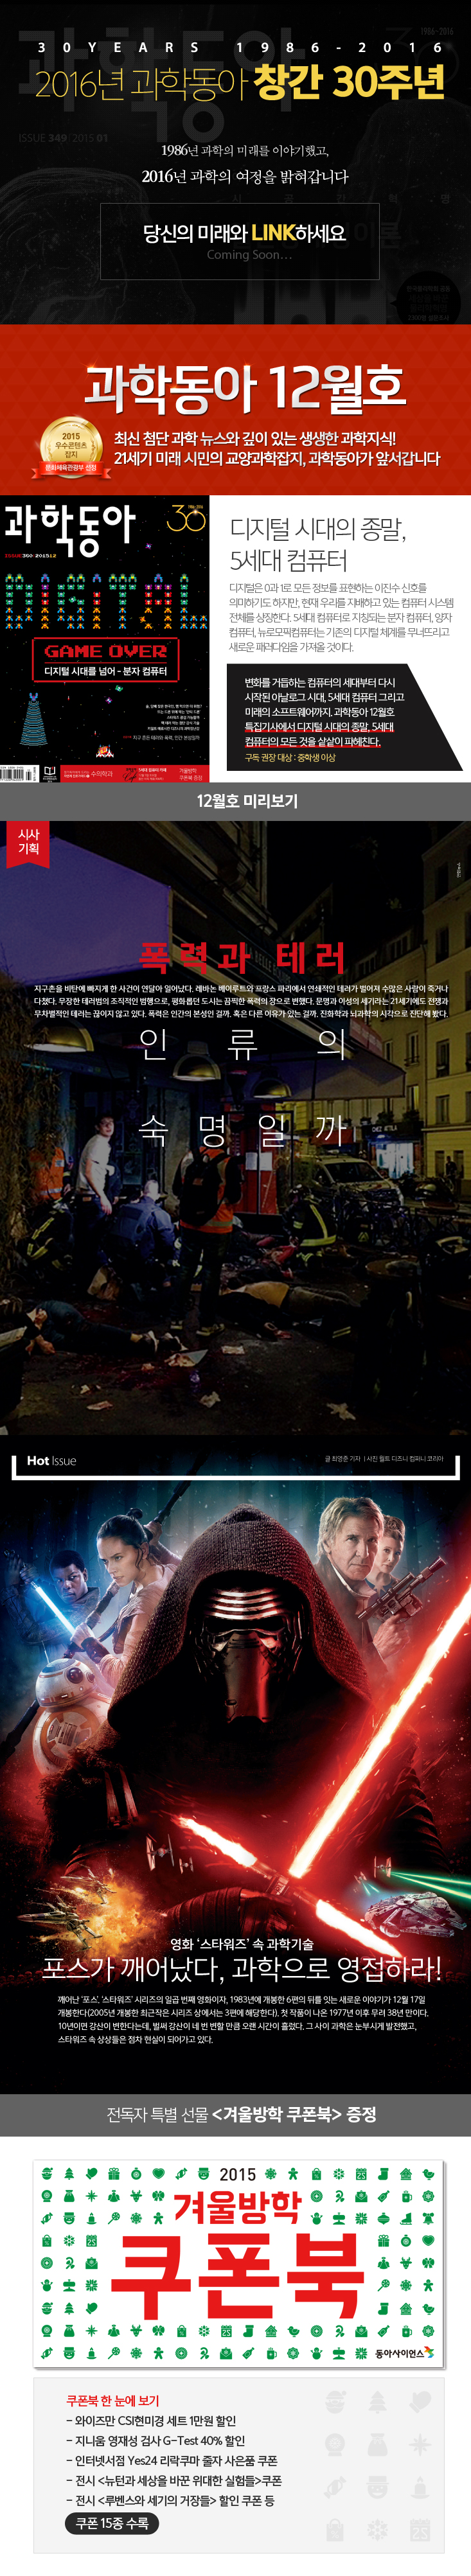 30 YEARS 1986-2016
2016년 과학동아 창간 30주년
ISSUE 349 2015 01
1986년 과학의 미래를 이야기했고,
2016년 과학의 여정을 밝혀갑니다
당신의 미래와 LINK하세요
Coming Soon...
과학동아 12월호
2015
우수콘텐츠
잡지
문화체육관광부 선정
최신 첨단 과학 뉴스와 깊이 있는 생생한 과학지식!
21세기 미래 시민의 교양과학잡지, 과학동아가 앞서갑니다
과학동아
30
ISSUE 360 2015 12
DIGITAL
GAME OVER
디지털 시대를 넘어 - 분자 컴퓨터
수의학과
겨울방학
쿠폰북 증정
디지털 시대의 종말,
5세대 컴퓨터
디지털은 0과 1로 모든 정보를 표현하는 이진수 신호를
의미하기도 하지만, 현재 우리를 지배하고 있는 컴퓨터 시스템
전체를 상징한다. 5세대 컴퓨터로 지칭되는 분자 컴퓨터, 양자
컴퓨터, 뉴로모픽컴퓨터는 기존의 디지털 체계를 무너뜨리고
새로운 패러다임을 가져올 것이다.
변화를 거듭하는 컴퓨터의 세대부터 다시
시작된 아날로그 시대, 5세대 컴퓨터 그리고
미래의 소프트웨어까지. 과학동아 12월호
특집기사에서 디지털 시대의 종말, 5세대
컴퓨터의 모든 것을 샅샅이 파헤친다.
구독 권장 대상 : 중학생 이상
12월호 미리보기
시사
기획
폭력과 테러
지구촌을 비탄에 빠지게 한 사건이 연달아 일어났다. 레바논 베이루트와 프랑스 파리에서 연쇄적인 테러가 벌어져 수많은 사람이 죽거나
다쳤다. 무장한 테러범의 조직적인 범행으로, 평화롭던 도시는 끔찍한 폭력의 장으로 변했다. 문명과 이성의 세기라는 21세기에도 전쟁과
무차별적인 테러는 끊이지 않고 있다. 폭력은 인간의 본성인 걸까, 혹은 다른 이유가 있는 걸까. 진화학과 뇌과학의 시각으로 진단해 봤다.
인류의
숙명일까
Hot Issue
글 최영준 기자 | 사진 월트 디즈니 컴퍼니 코리아
영화 ‘스타워즈’ 속 과학기술
포스가 깨어났다, 과학으로 영접하라!
깨어난 ‘포스’. ‘스타워즈’ 시리즈의 일곱 번째 영화이자, 1983년에 개봉한 6편의 뒤를 잇는 새로운 이야기가 12월 17일
개봉한다(2005년 개봉한 최근작은 시리즈 상에서는 3편에 해당한다). 첫 작품이 나온 1977년 이후 무려 38년 만이다.
10년이면 강산이 변한다는데, 벌써 강산이 네 번 변할 만큼 오랜 시간이 흘렀다. 그 사이 과학은 눈부시게 발전했고,
스타워즈 속 상상들은 점차 현실이 되어가고 있다.
전독자 특별 선물 <겨울방학 쿠폰북> 증정
2015
겨울방학
쿠폰북
동아사이언스
쿠폰북 한 눈에 보기
- 와이즈만 CSI현미경 세트 1만원 할인
- 지니움 영재성 검사 G-Test 40% 할인
- 인터넷서점 Yes24 리락쿠마 줄자 사은품 쿠폰
- 전시 <뉴턴과 세상을 바꾼 위대한 실험들>쿠폰
- 전시 <루벤스와 세기의 거장들> 할인 쿠폰 등
쿠폰 15종 수록